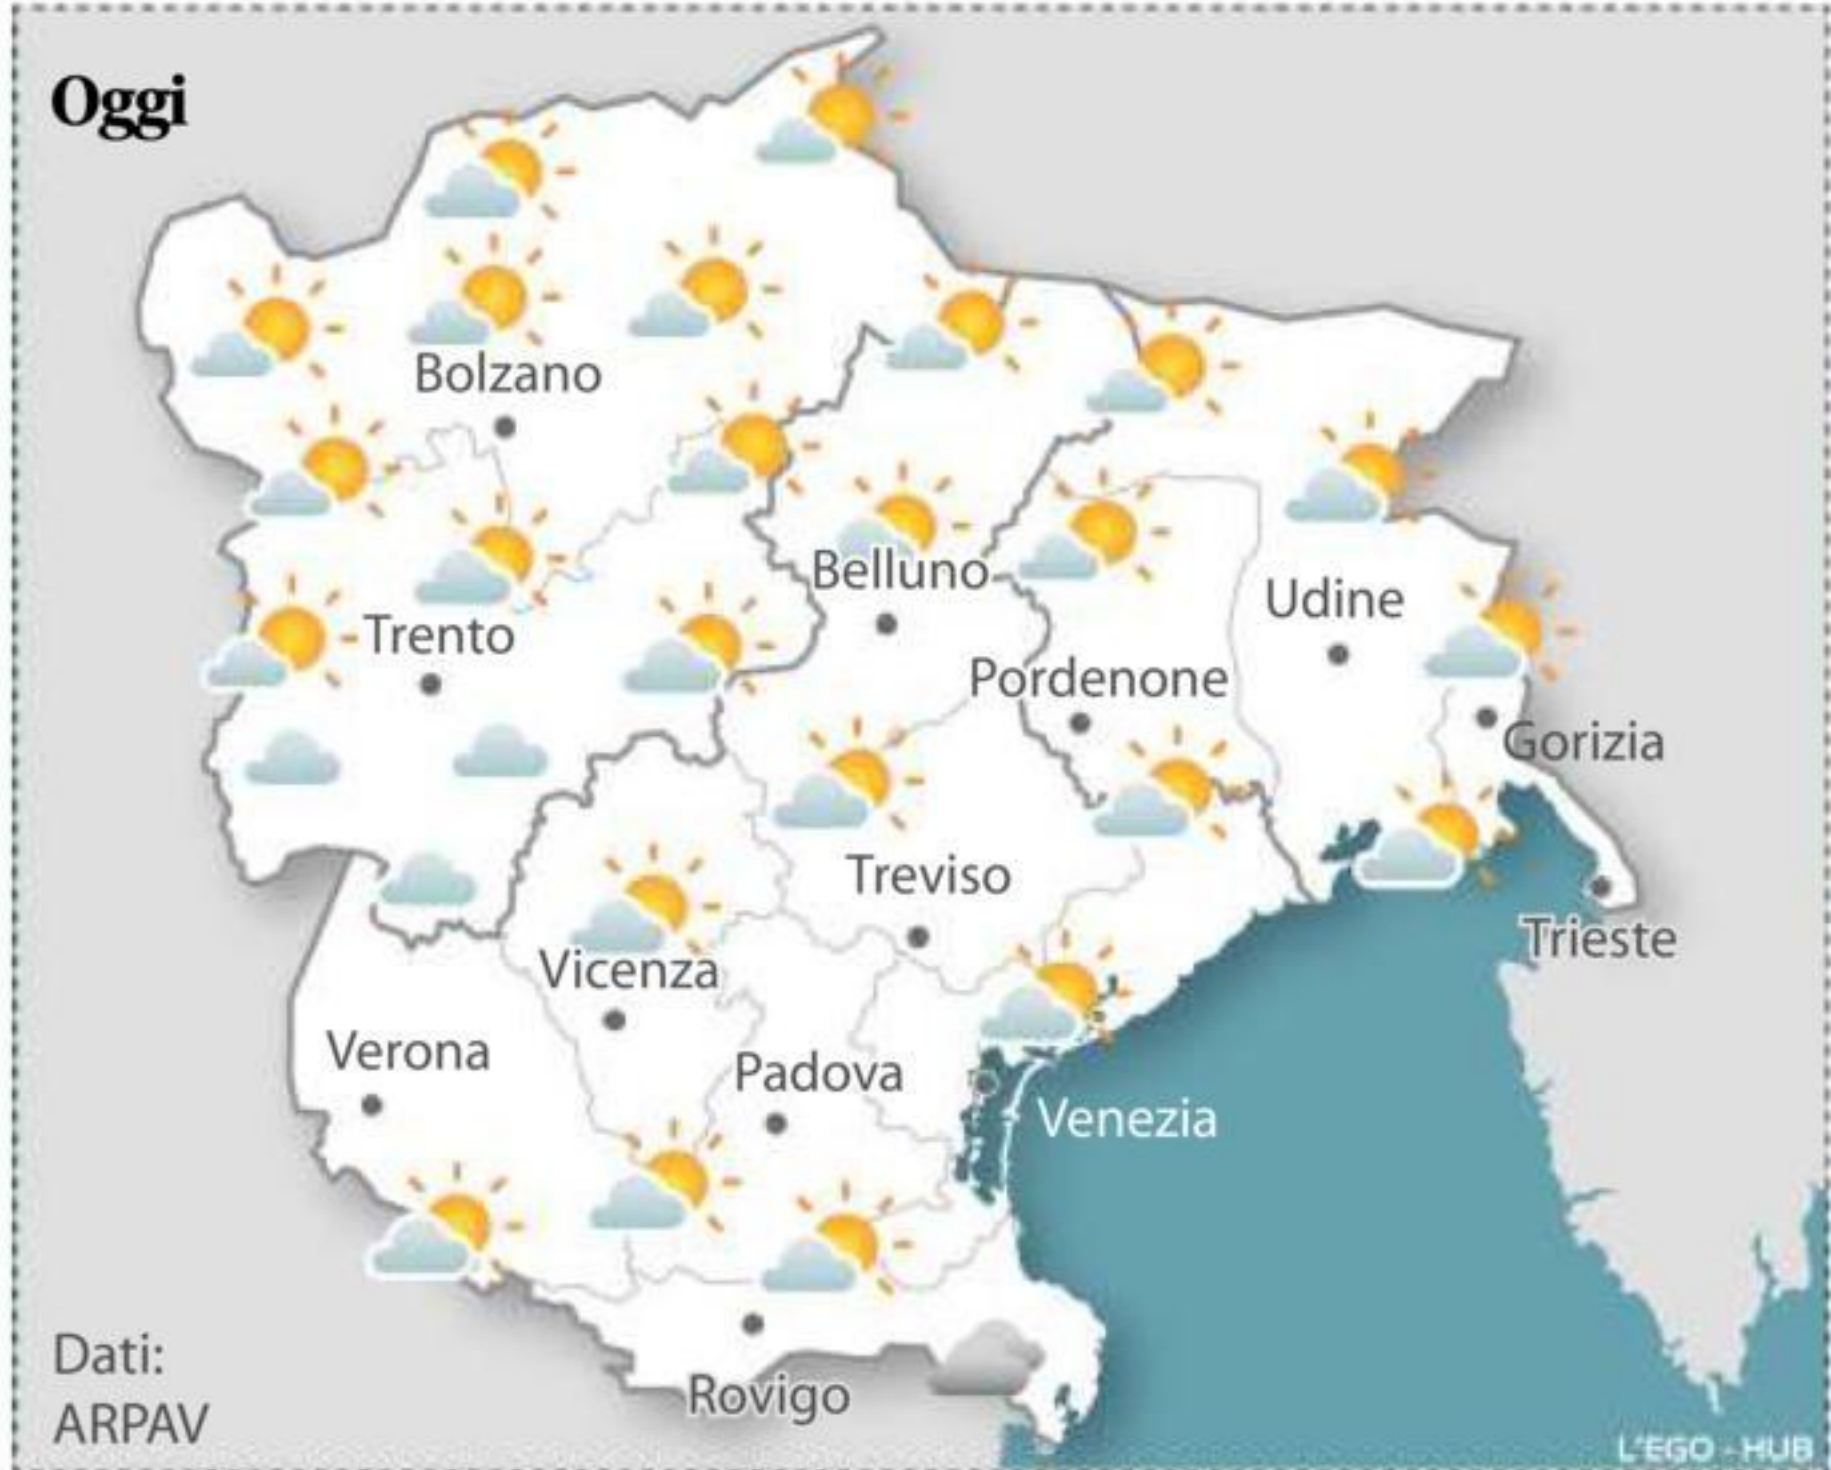 Oggi
Bolzano
Belluno
Udine
Trento
Pordenone
Gorizia
Treviso
Trieste
Vicenza
Verona
Padova
Venezia
Dati:
ARPAV
Rovigo
L'EGO - HUB